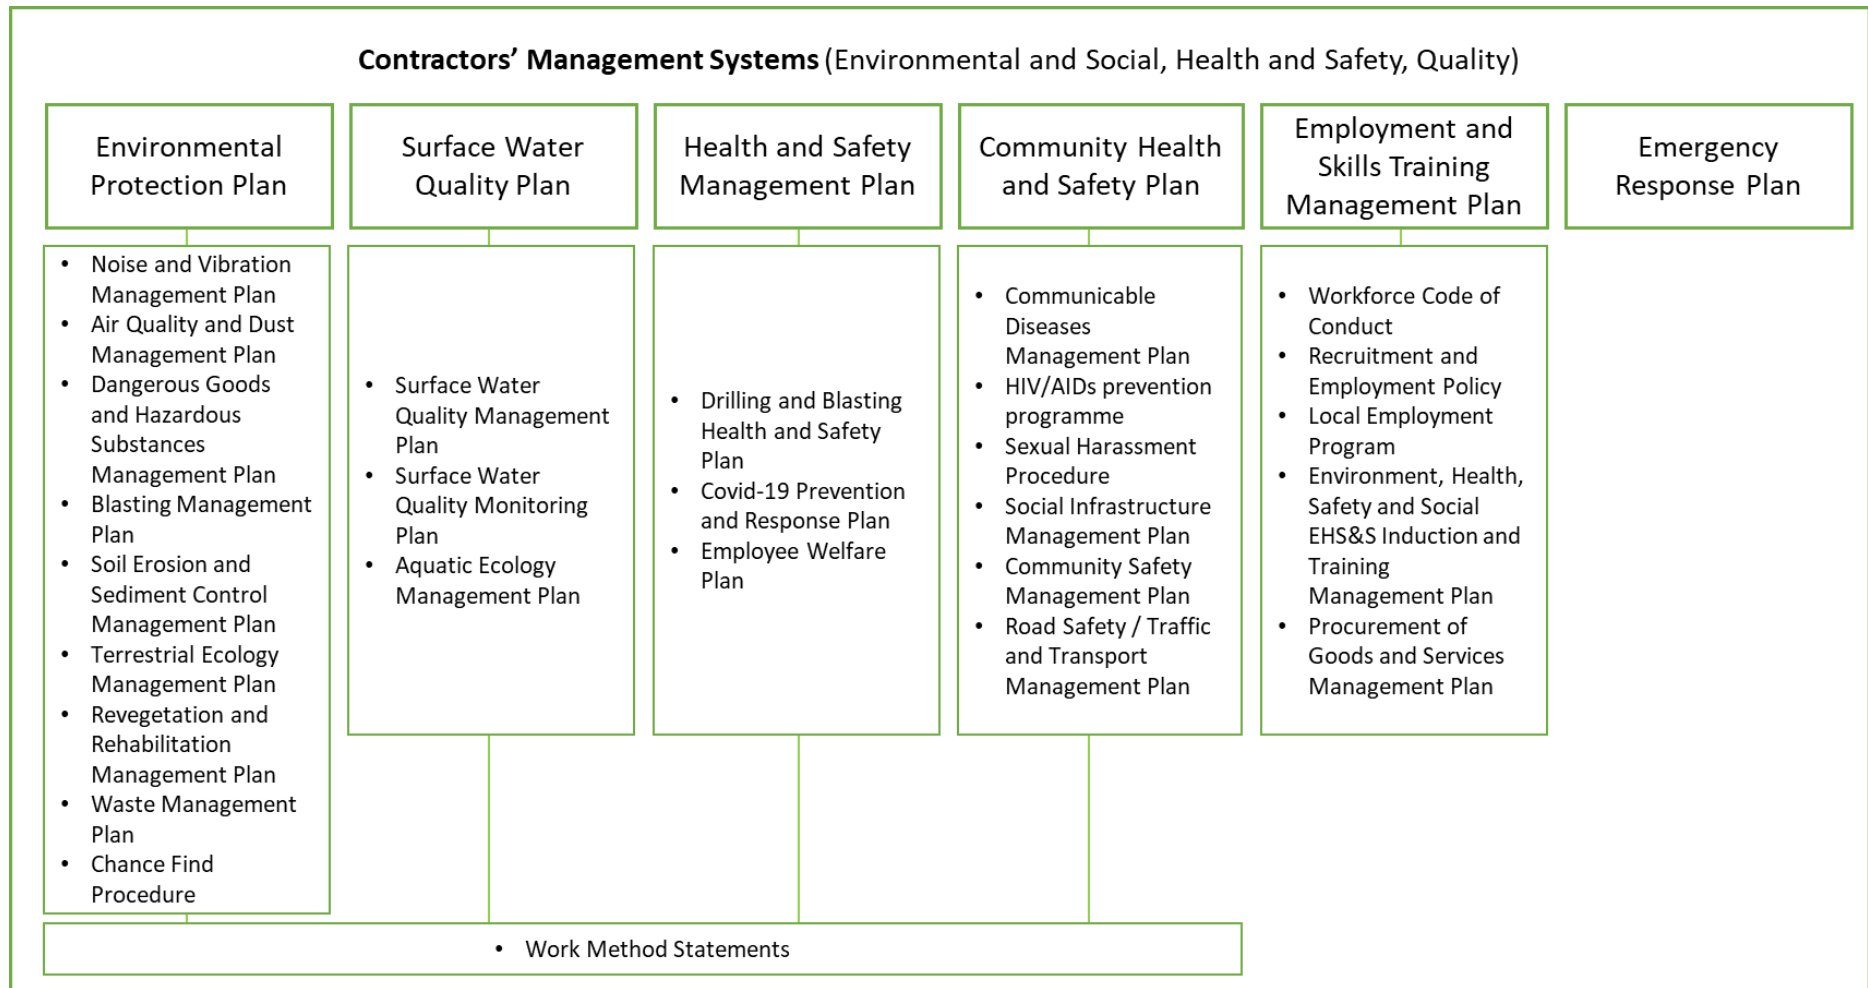 Contractors' Management Systems (Environmental and Social, Health and Safety, Quality)
Environmental
Protection Plan
Surface Water
Quality Plan
Health and Safety
Management Plan
Community Health
and Safety Plan
Employment and
Skills Training
Management Plan
Emergency
Response Plan
• Noise and Vibration
Management Plan
• Air Quality and Dust
Management Plan
• Dangerous Goods
and Hazardous
Substances
Management Plan
• Blasting Management
Plan
• Soil Erosion and
Sediment Control
Management Plan
• Terrestrial Ecology
Management Plan
• Revegetation and
Rehabilitation
Management Plan
• Waste Management
Plan
• Chance Find
Procedure
• Surface Water
Quality Management
Plan
• Surface Water
Quality Monitoring
Plan
• Aquatic Ecology
Management Plan
• Drilling and Blasting
Health and Safety
Plan
• Covid-19 Prevention
and Response Plan
• Employee Welfare
Plan
• Communicable
Diseases
Management Plan
• HIV/AIDs prevention
programme
• Sexual Harassment
Procedure
• Social Infrastructure
Management Plan
• Community Safety
Management Plan
• Road Safety / Traffic
and Transport
Management Plan
• Workforce Code of
Conduct
• Recruitment and
Employment Policy
• Local Employment
Program
• Environment, Health,
Safety and Social
EHS&S Induction and
Training
Management Plan
• Procurement of
Goods and Services
Management Plan
• Work Method Statements